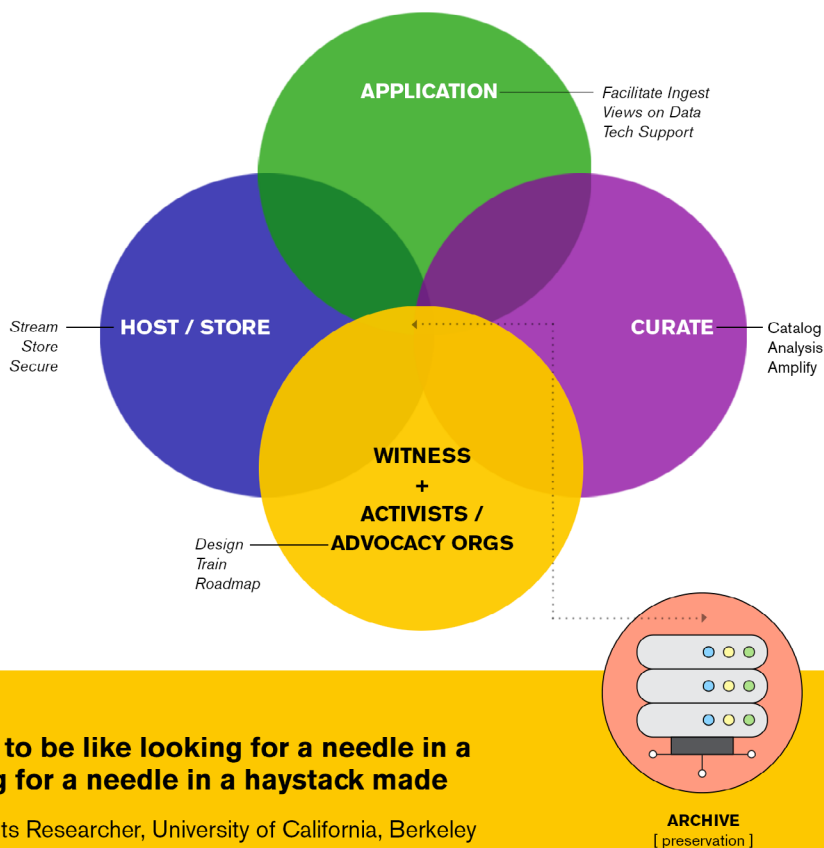 APPLICATION
Facilitate Ingest
Views on Data
Tech Support
HOST / STORE
Stream
Store
Secure
CURATE
Catalog
Analysis
Amplify
WITNESS
+
ACTIVISTS /
ADVOCACY ORGS
Design
Train
Roadmap
to be like looking for a needle in a
for a needle in a haystack made
Researcher, University of California, Berkeley
ARCHIVE
[ preservation ]